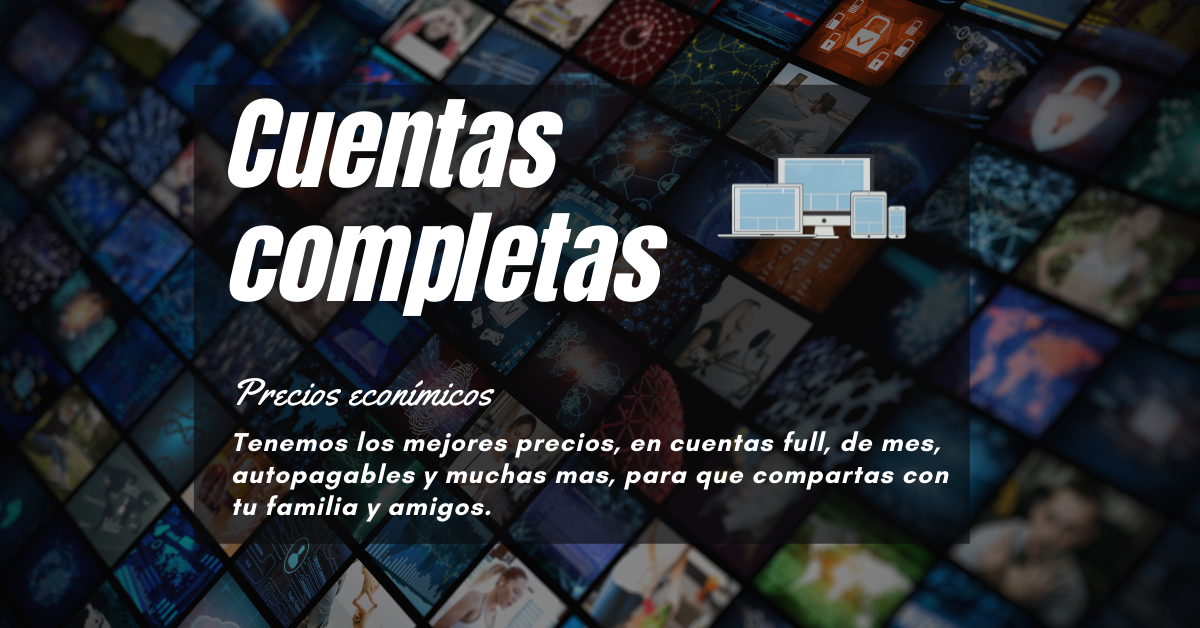 Cuentas
completas
Precios económicos
Tenemos los mejores precios, en cuentas full, de mes,
autopagables y muchas mas, para que compartas con
tu familia y amigos.